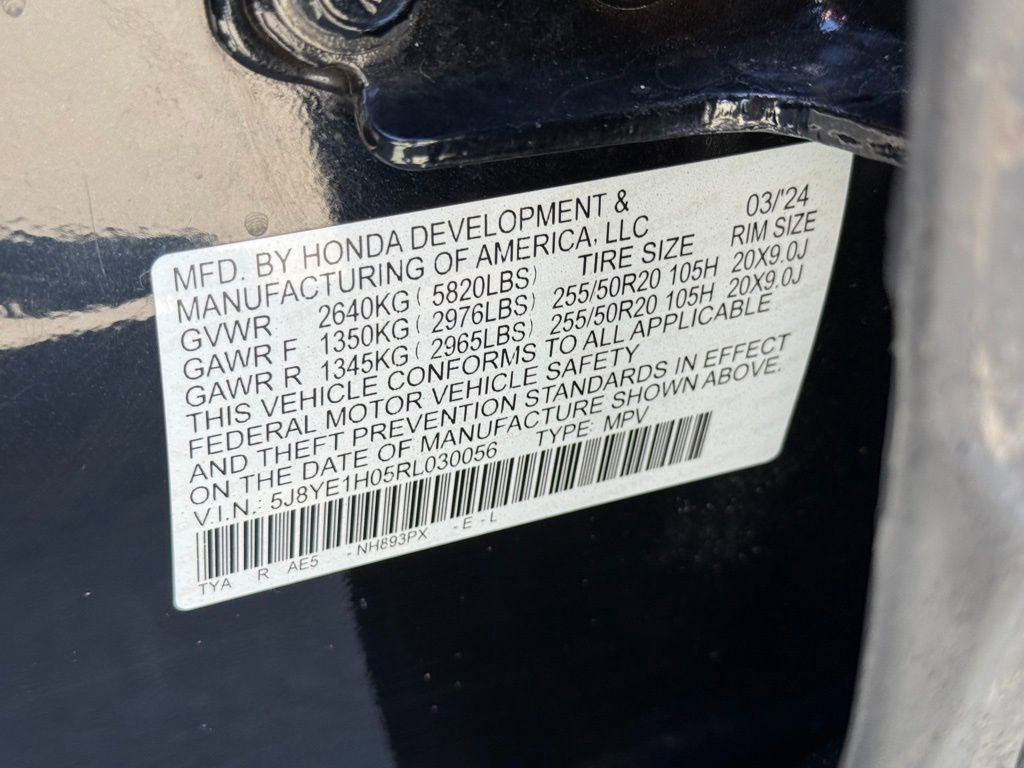 MFD. BY HONDA DEVELOPMENT & 03/'24
MANUFACTURING OF AMERICA, LLC RIM SIZE
GVWR 2640KG ( 5820LBS) TIRE SIZE
GAWR F 1350KG ( 2976LBS) 255/50R20 105H 20X9.0J
GAWR R 1345KG ( 2965LBS) 255/50R20 105H 20X9.0J
THIS VEHICLE CONFORMS TO ALL APPLICABLE
FEDERAL MOTOR VEHICLE SAFETY
AND THEFT PREVENTION STANDARDS IN EFFECT
ON THE DATE OF MANUFACTURE SHOWN ABOVE.
V.I.N.: 5J8YE1H05RL030056 TYPE: MPV
TYA R AE5 - NH893PX - E - L